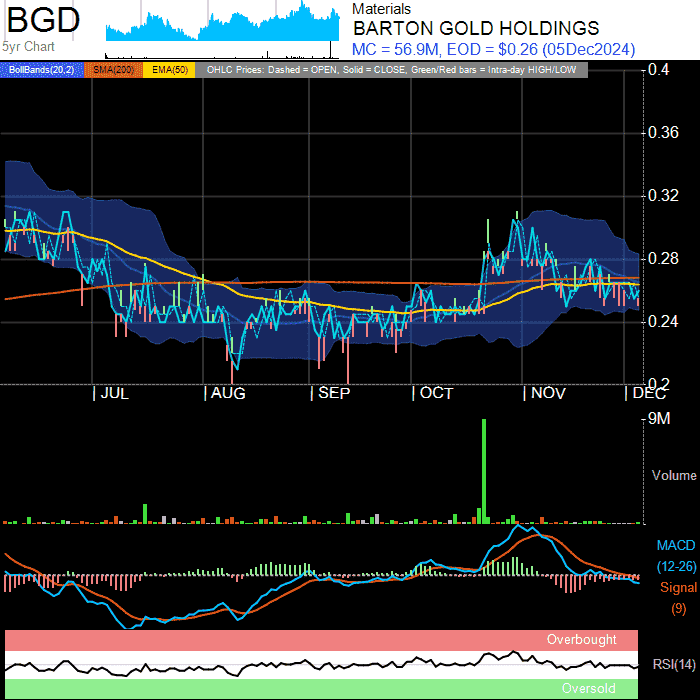 BGD
5yr Chart
Materials
BARTON GOLD HOLDINGS
MC = 56.9M, EOD = $0.26 (05Dec2024)
BollBands(20,2) SMA(200) EMA(50) OHLC Prices: Dashed = OPEN, Solid = CLOSE, Green/Red bars = Intra-day HIGH/LOW
0.4
0.36
0.32
0.28
0.24
0.2
JUL AUG SEP OCT NOV DEC
9M
Volume
MACD
(12-26)
Signal
(9)
Overbought
RSI(14)
Oversold